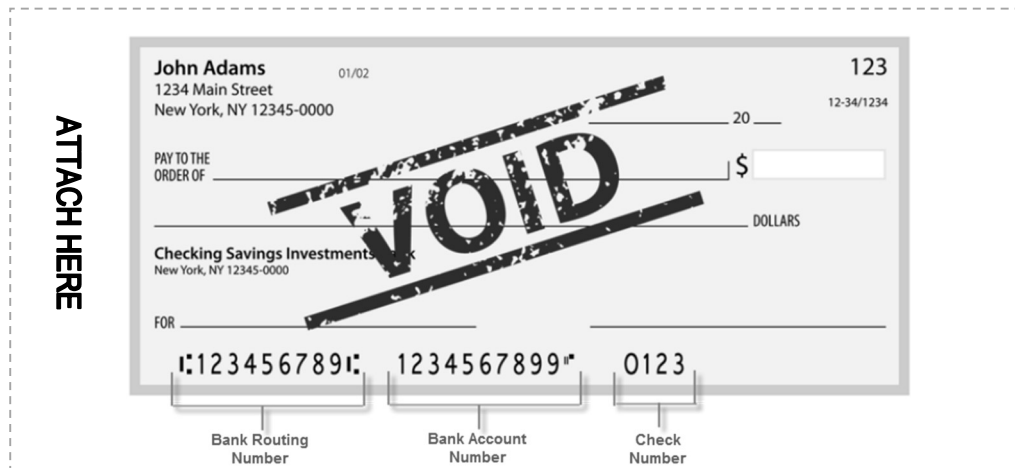 ATTACH HERE
John Adams
01/02
123
1234 Main Street
New York, NY 12345-0000
12-34/1234
20
PAY TO THE
ORDER OF
$
VOID
DOLLARS
Checking Savings Investments
New York, NY 12345-0000
FOR
⑆123456789⑆ 1234567899⑈ 0123
Bank Routing
Number
Bank Account
Number
Check
Number